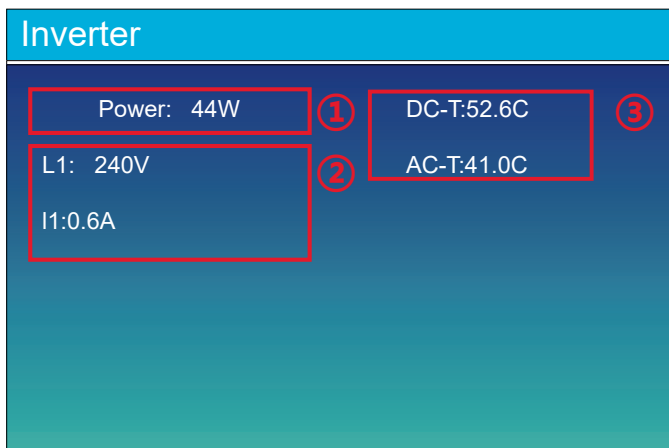 Inverter
Power: 44W
①
DC-T:52.6C
③
L1: 240V
②
AC-T:41.0C
I1:0.6A